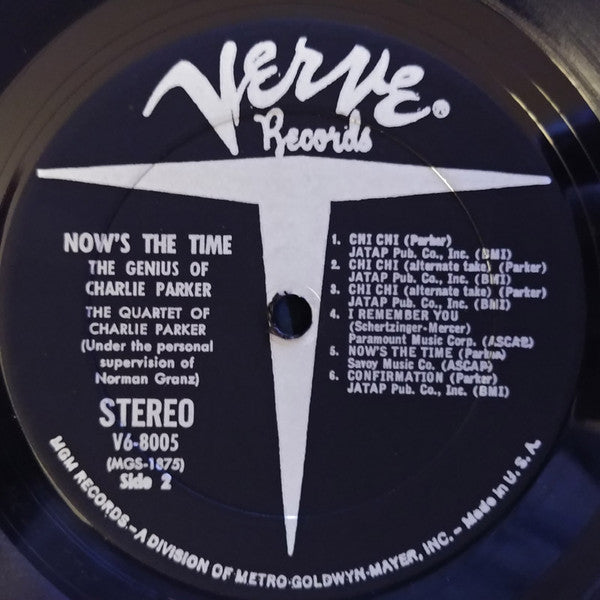 Verve®
Records
NOW'S THE TIME
THE GENIUS OF
CHARLIE PARKER
THE QUARTET OF
CHARLIE PARKER
(Under the personal
supervision of
Norman Granz)
STEREO
V6-8005
(MGS-1875)
Side 2
1. CHI CHI (Parker)
JATAP Pub. Co., Inc. (BMI)
2. CHI CHI (alternate take) (Parker)
JATAP Pub. Co., Inc. (BMI)
3. CHI CHI (alternate take) (Parker)
JATAP Pub. Co., Inc. (BMI)
4. I REMEMBER YOU
(Schertzinger-Mercer)
Paramount Music Corp. (ASCAP)
5. NOW'S THE TIME (Parker)
Savoy Music Co. (ASCAP)
6. CONFIRMATION (Parker)
JATAP Pub. Co., Inc. (BMI)
MGM RECORDS-A DIVISION OF METRO-GOLDWYN-MAYER, INC. - Made in U.S.A.